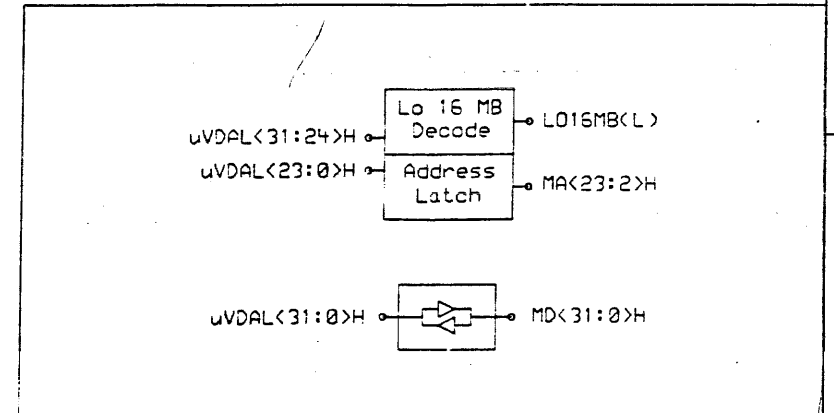 Lo 16 MB
Decode
LO16MB(L)
uVDAL<31:24>H
uVDAL<23:0>H
Address
Latch
MA<23:2>H
uVDAL<31:0>H
MD<31:0>H